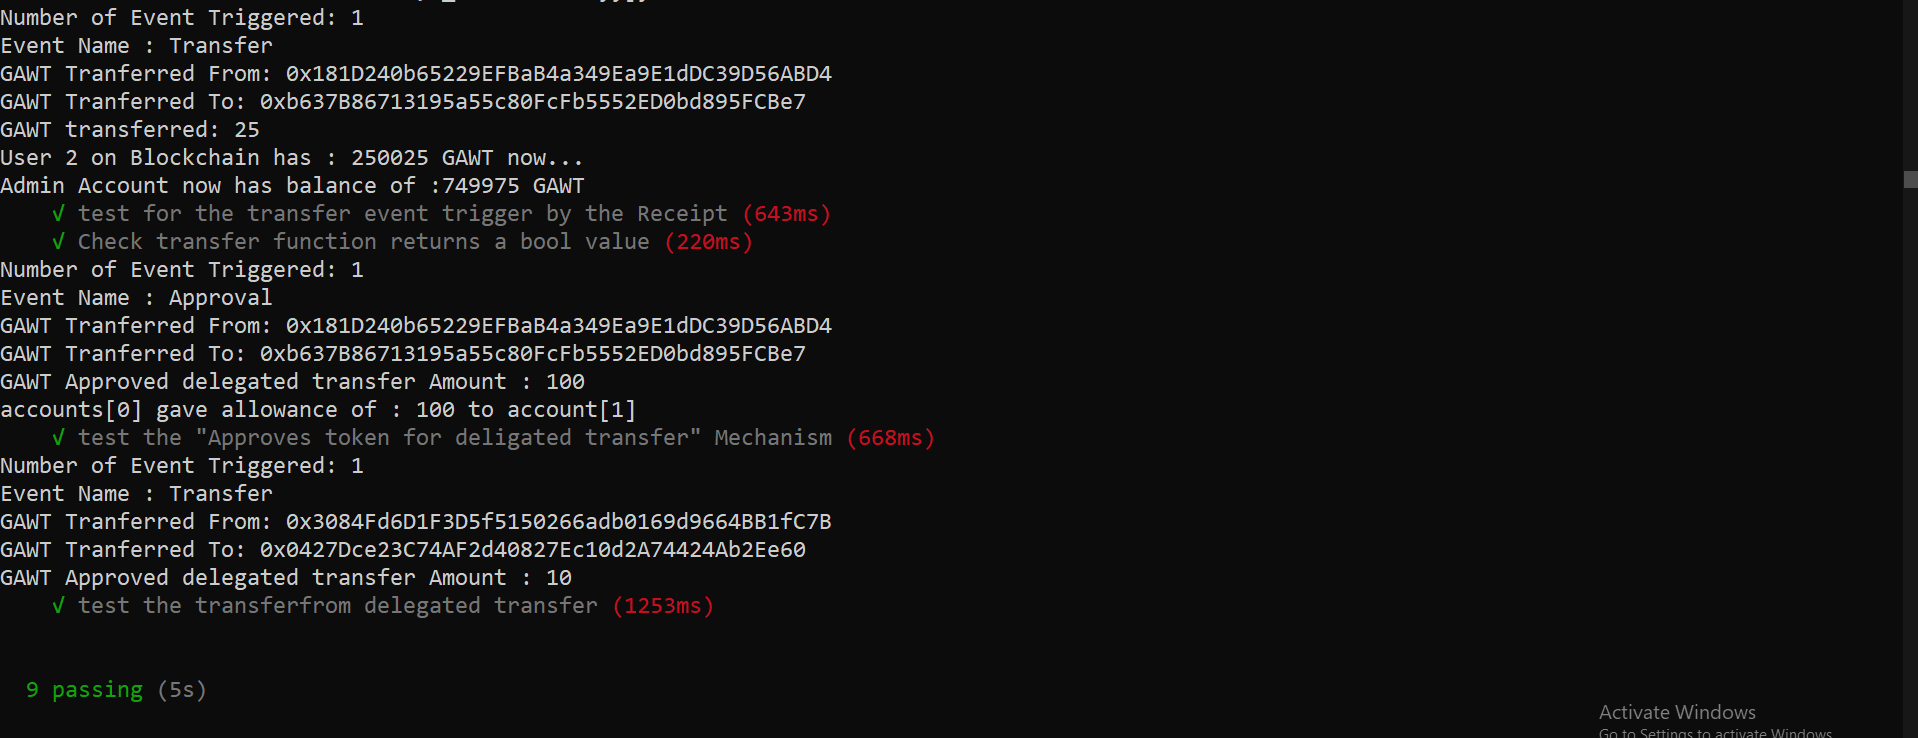 Number of Event Triggered: 1
Event Name : Transfer
GAWT Tranferred From: 0x181D240b65229EFBaB4a349Ea9E1dDC39D56ABD4
GAWT Tranferred To: 0xb637B86713195a55c80FcFb5552ED0bd895FCBe7
GAWT transferred: 25
User 2 on Blockchain has : 250025 GAWT now...
Admin Account now has balance of :749975 GAWT
√ test for the transfer event trigger by the Receipt (643ms)
√ Check transfer function returns a bool value (220ms)
Number of Event Triggered: 1
Event Name : Approval
GAWT Tranferred From: 0x181D240b65229EFBaB4a349Ea9E1dDC39D56ABD4
GAWT Tranferred To: 0xb637B86713195a55c80FcFb5552ED0bd895FCBe7
GAWT Approved delegated transfer Amount : 100
accounts[0] gave allowance of : 100 to account[1]
√ test the "Approves token for deligated transfer" Mechanism (668ms)
Number of Event Triggered: 1
Event Name : Transfer
GAWT Tranferred From: 0x3084Fd6D1F3D5f5150266adb0169d9664BB1fC7B
GAWT Tranferred To: 0x0427Dce23C74AF2d40827Ec10d2A74424Ab2Ee60
GAWT Approved delegated transfer Amount : 10
√ test the transferfrom delegated transfer (1253ms)
9 passing (5s)
Activate Windows
Go to Settings to activate Windows.